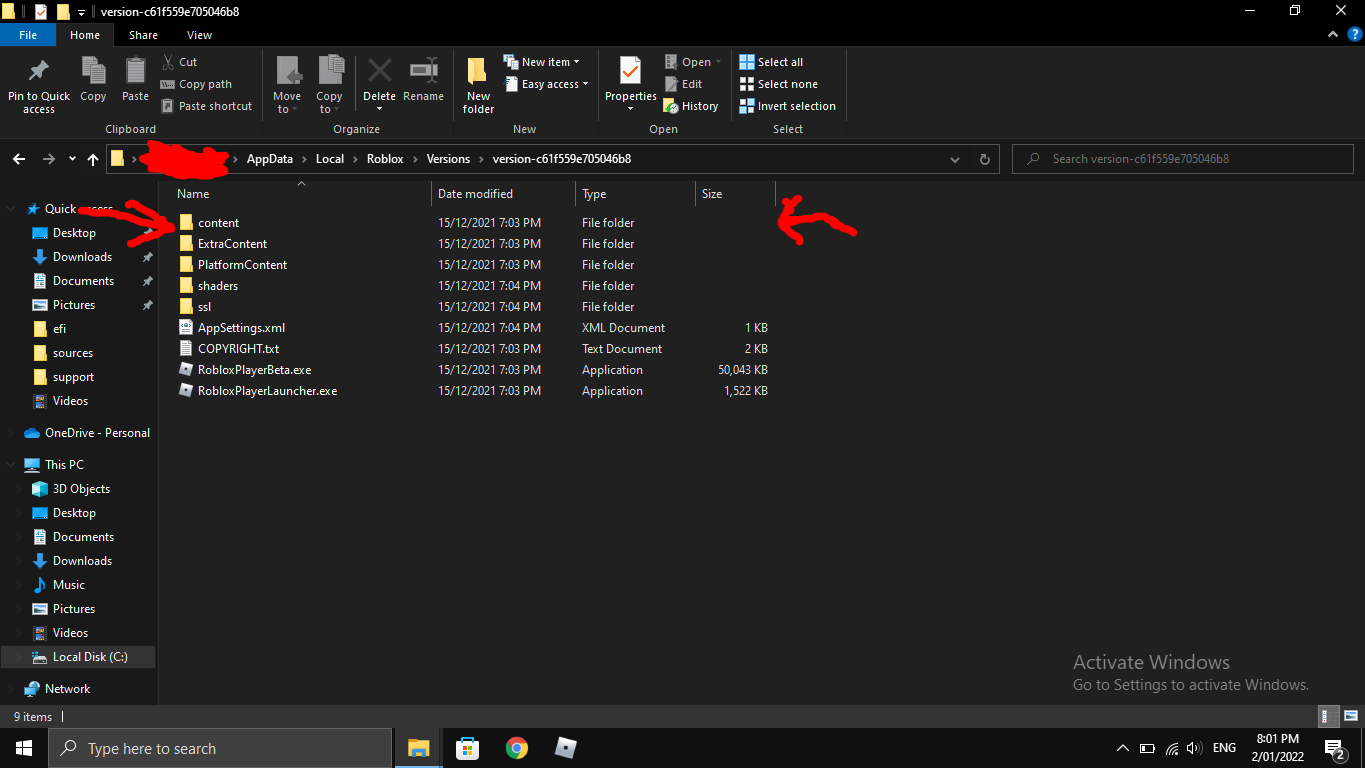 version-c61f559e705046b8
File Home Share View
Pin to Quick access
Copy
Paste
Cut
Copy path
Paste shortcut
Move to
Copy to
Delete
Rename
New folder
New item
Easy access
Properties
Open
Edit
History
Select all
Select none
Invert selection
Clipboard Organize New Open Select
AppData > Local > Roblox > Versions > version-c61f559e705046b8
Search version-c61f559e705046b8
Name Date modified Type Size
Quick access
Desktop
Downloads
Documents
Pictures
efi
sources
support
Videos
OneDrive - Personal
This PC
3D Objects
Desktop
Documents
Downloads
Music
Pictures
Videos
Local Disk (C:)
Network
content 15/12/2021 7:03 PM File folder
ExtraContent 15/12/2021 7:03 PM File folder
PlatformContent 15/12/2021 7:03 PM File folder
shaders 15/12/2021 7:04 PM File folder
ssl 15/12/2021 7:04 PM File folder
AppSettings.xml 15/12/2021 7:04 PM XML Document 1 KB
COPYRIGHT.txt 15/12/2021 7:03 PM Text Document 2 KB
RobloxPlayerBeta.exe 15/12/2021 7:03 PM Application 50,043 KB
RobloxPlayerLauncher.exe 15/12/2021 7:03 PM Application 1,522 KB
Activate Windows
Go to Settings to activate Windows.
9 items
Type here to search
ENG
8:01 PM
2/01/2022
2